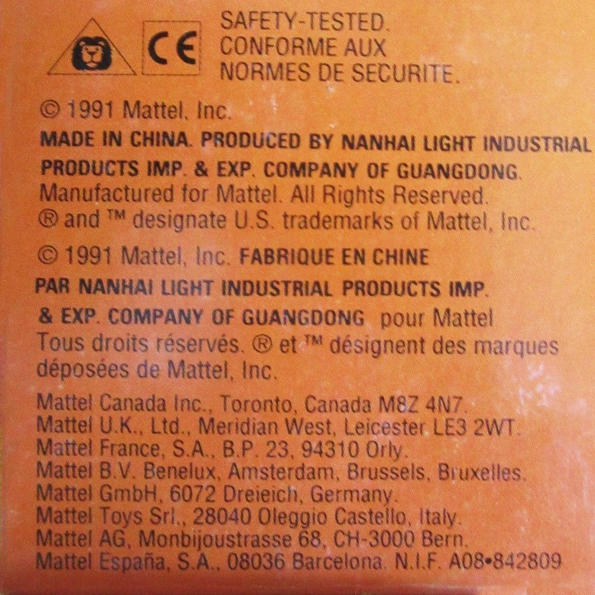 SAFETY-TESTED.
CONFORME AUX
NORMES DE SECURITE.
CE
© 1991 Mattel, Inc.
MADE IN CHINA. PRODUCED BY NANHAI LIGHT INDUSTRIAL
PRODUCTS IMP. & EXP. COMPANY OF GUANGDONG.
Manufactured for Mattel. All Rights Reserved.
® and ™ designate U.S. trademarks of Mattel, Inc.
© 1991 Mattel, Inc. FABRIQUE EN CHINE
PAR NANHAI LIGHT INDUSTRIAL PRODUCTS IMP.
& EXP. COMPANY OF GUANGDONG pour Mattel
Tous droits réservés. ® et ™ désignent des marques
déposées de Mattel, Inc.
Mattel Canada Inc., Toronto, Canada M8Z 4N7.
Mattel U.K., Ltd., Meridian West, Leicester LE3 2WT.
Mattel France, S.A., B.P. 23, 94310 Orly.
Mattel B.V. Benelux, Amsterdam, Brussels, Bruxelles.
Mattel GmbH, 6072 Dreieich, Germany.
Mattel Toys Srl., 28040 Oleggio Castello, Italy.
Mattel AG, Monbijoustrasse 68, CH-3000 Bern.
Mattel España, S.A., 08036 Barcelona. N.I.F. A08•842809